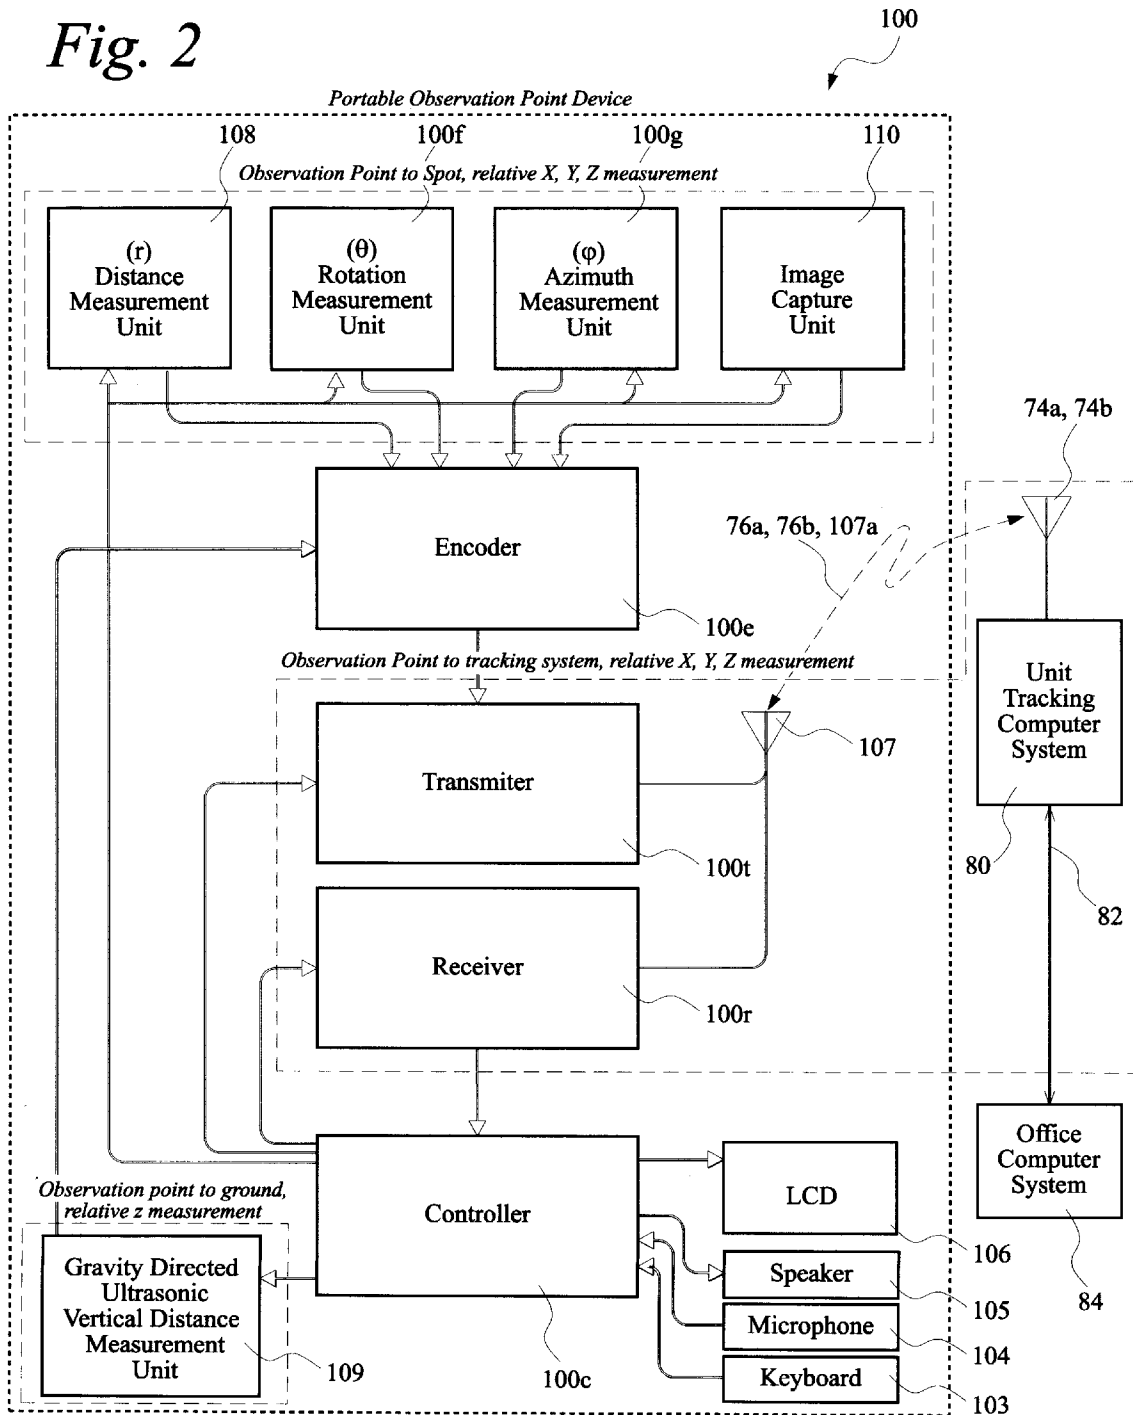 Fig. 2
100
Portable Observation Point Device
108
100f
100g
110
Observation Point to Spot, relative X, Y, Z measurement
(r)
Distance
Measurement
Unit
(θ)
Rotation
Measurement
Unit
(φ)
Azimuth
Measurement
Unit
Image
Capture
Unit
74a, 74b
76a, 76b, 107a
Encoder
100e
Observation Point to tracking system, relative X, Y, Z measurement
Unit
Tracking
Computer
System
107
Transmiter
100t
80
82
Receiver
100r
Office
Computer
System
84
Observation point to ground,
relative z measurement
Controller
100c
LCD
106
Gravity Directed
Ultrasonic
Vertical Distance
Measurement
Unit
109
Speaker
105
Microphone
104
Keyboard
103